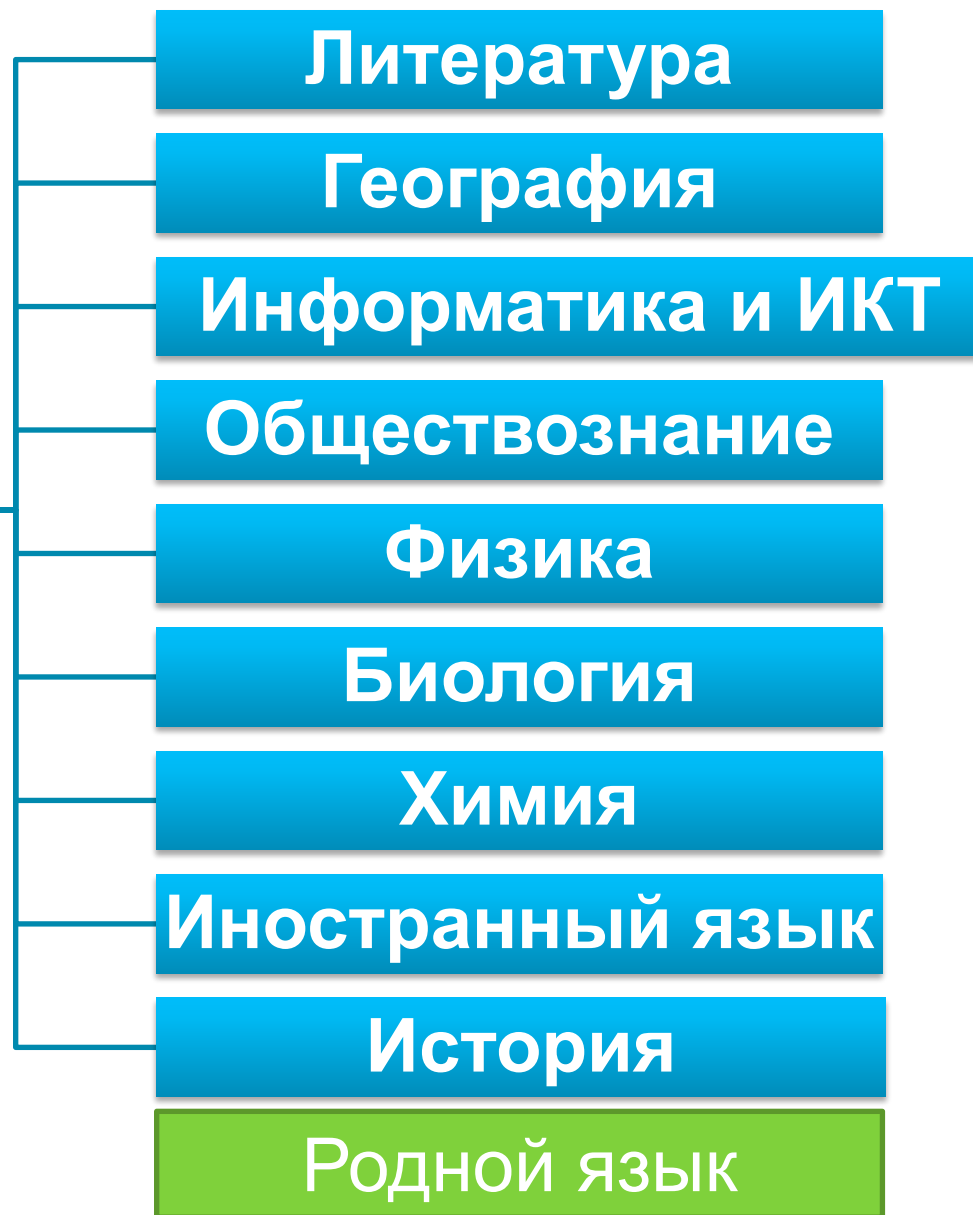 Литература
География
Информатика и ИКТ
Обществознание
Физика
Биология
Химия
Иностранный язык
История
Родной язык